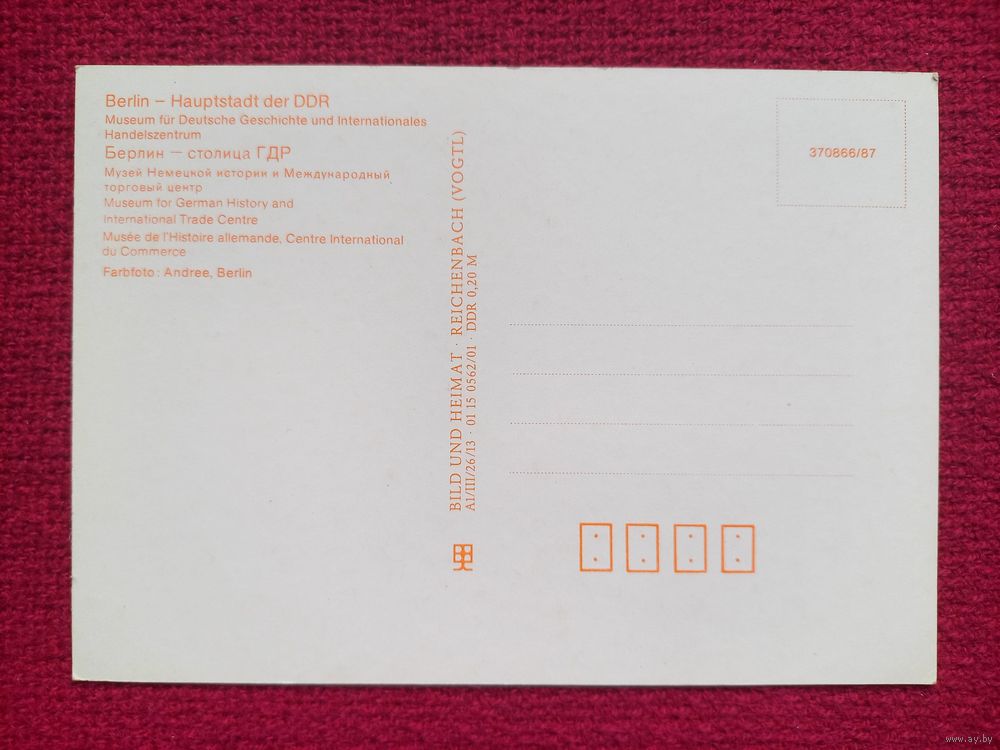 Berlin – Hauptstadt der DDR
Museum für Deutsche Geschichte und Internationales
Handelszentrum
Берлин – столица ГДР
Музей Немецкой истории и Международный
торговый центр
Museum for German History and
International Trade Centre
Musée de l'Histoire allemande, Centre International
du Commerce
Farbfoto: Andree, Berlin
BILD UND HEIMAT · REICHENBACH (VOGTL)
A1/III/26/13 · 01 15 0562/01 · DDR 0,20 M
370866/87
www.ay.by